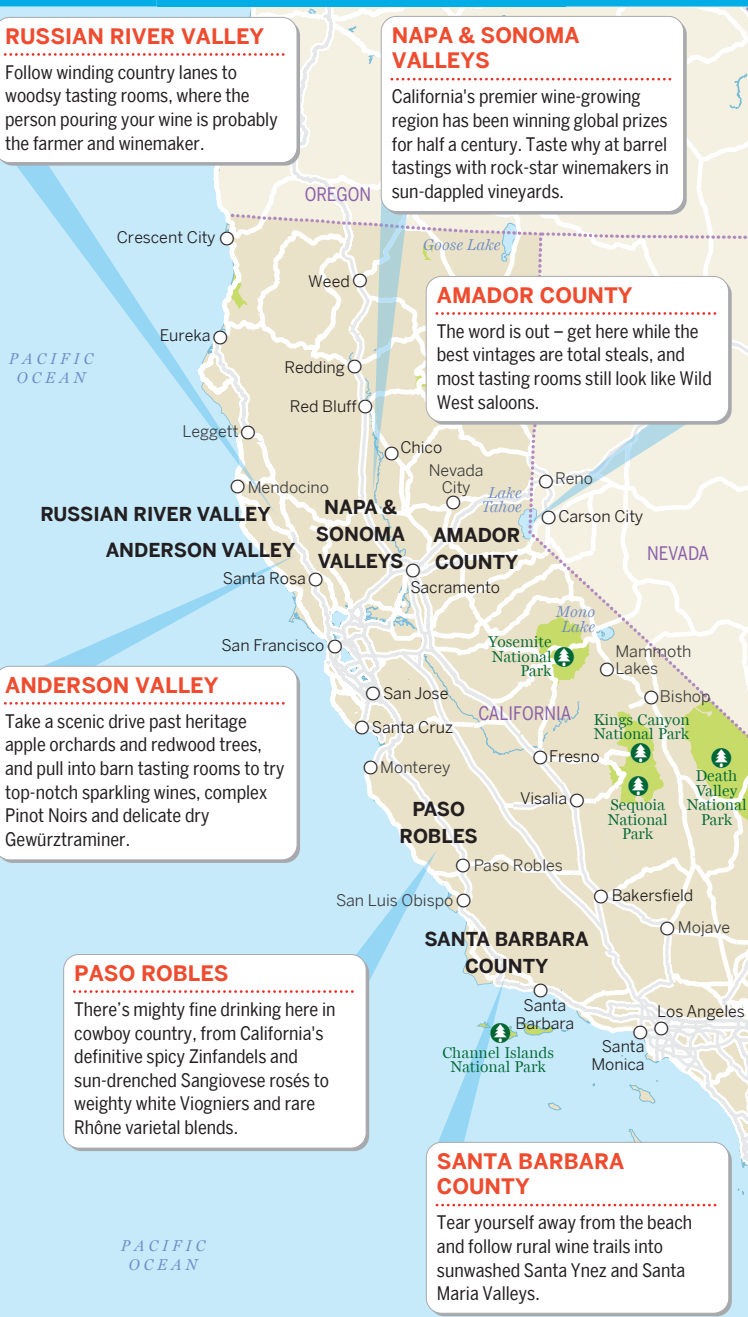 RUSSIAN RIVER VALLEY
Follow winding country lanes to
woodsy tasting rooms, where the
person pouring your wine is probably
the farmer and winemaker.
NAPA & SONOMA
VALLEYS
California's premier wine-growing
region has been winning global prizes
for half a century. Taste why at barrel
tastings with rock-star winemakers in
sun-dappled vineyards.
OREGON
Crescent City
Goose Lake
Weed
AMADOR COUNTY
The word is out – get here while the
best vintages are total steals, and
most tasting rooms still look like Wild
West saloons.
Eureka
PACIFIC
OCEAN
Redding
Red Bluff
Leggett
Chico
Mendocino
Nevada
City
Reno
Lake
Tahoe
Carson City
RUSSIAN RIVER VALLEY
NAPA &
SONOMA
VALLEYS
AMADOR
COUNTY
ANDERSON VALLEY
NEVADA
Santa Rosa
Sacramento
Mono
Lake
San Francisco
Yosemite
National
Park
Mammoth
Lakes
ANDERSON VALLEY
Take a scenic drive past heritage
apple orchards and redwood trees,
and pull into barn tasting rooms to try
top-notch sparkling wines, complex
Pinot Noirs and delicate dry
Gewürztraminer.
San Jose
Bishop
CALIFORNIA
Santa Cruz
Kings Canyon
National Park
Monterey
Fresno
Death
Valley
National
Park
Visalia
Sequoia
National
Park
PASO
ROBLES
Paso Robles
San Luis Obispo
Bakersfield
Mojave
SANTA BARBARA
COUNTY
PASO ROBLES
There's mighty fine drinking here in
cowboy country, from California's
definitive spicy Zinfandels and
sun-drenched Sangiovese rosés to
weighty white Viogniers and rare
Rhône varietal blends.
Santa
Barbara
Los Angeles
Santa
Monica
Channel Islands
National Park
SANTA BARBARA
COUNTY
Tear yourself away from the beach
and follow rural wine trails into
sunwashed Santa Ynez and Santa
Maria Valleys.
PACIFIC
OCEAN